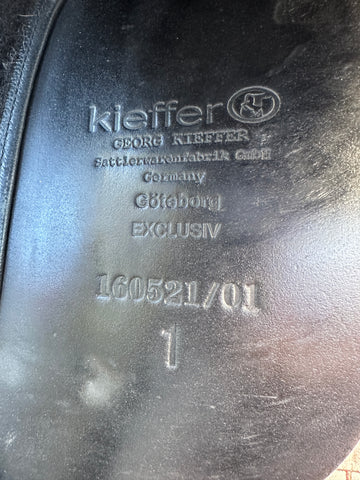 kieffer
GEORG KIEFFER
Sattlerwarenfabrik GmbH
Germany
Göteborg
EXCLUSIV
160521/01
1